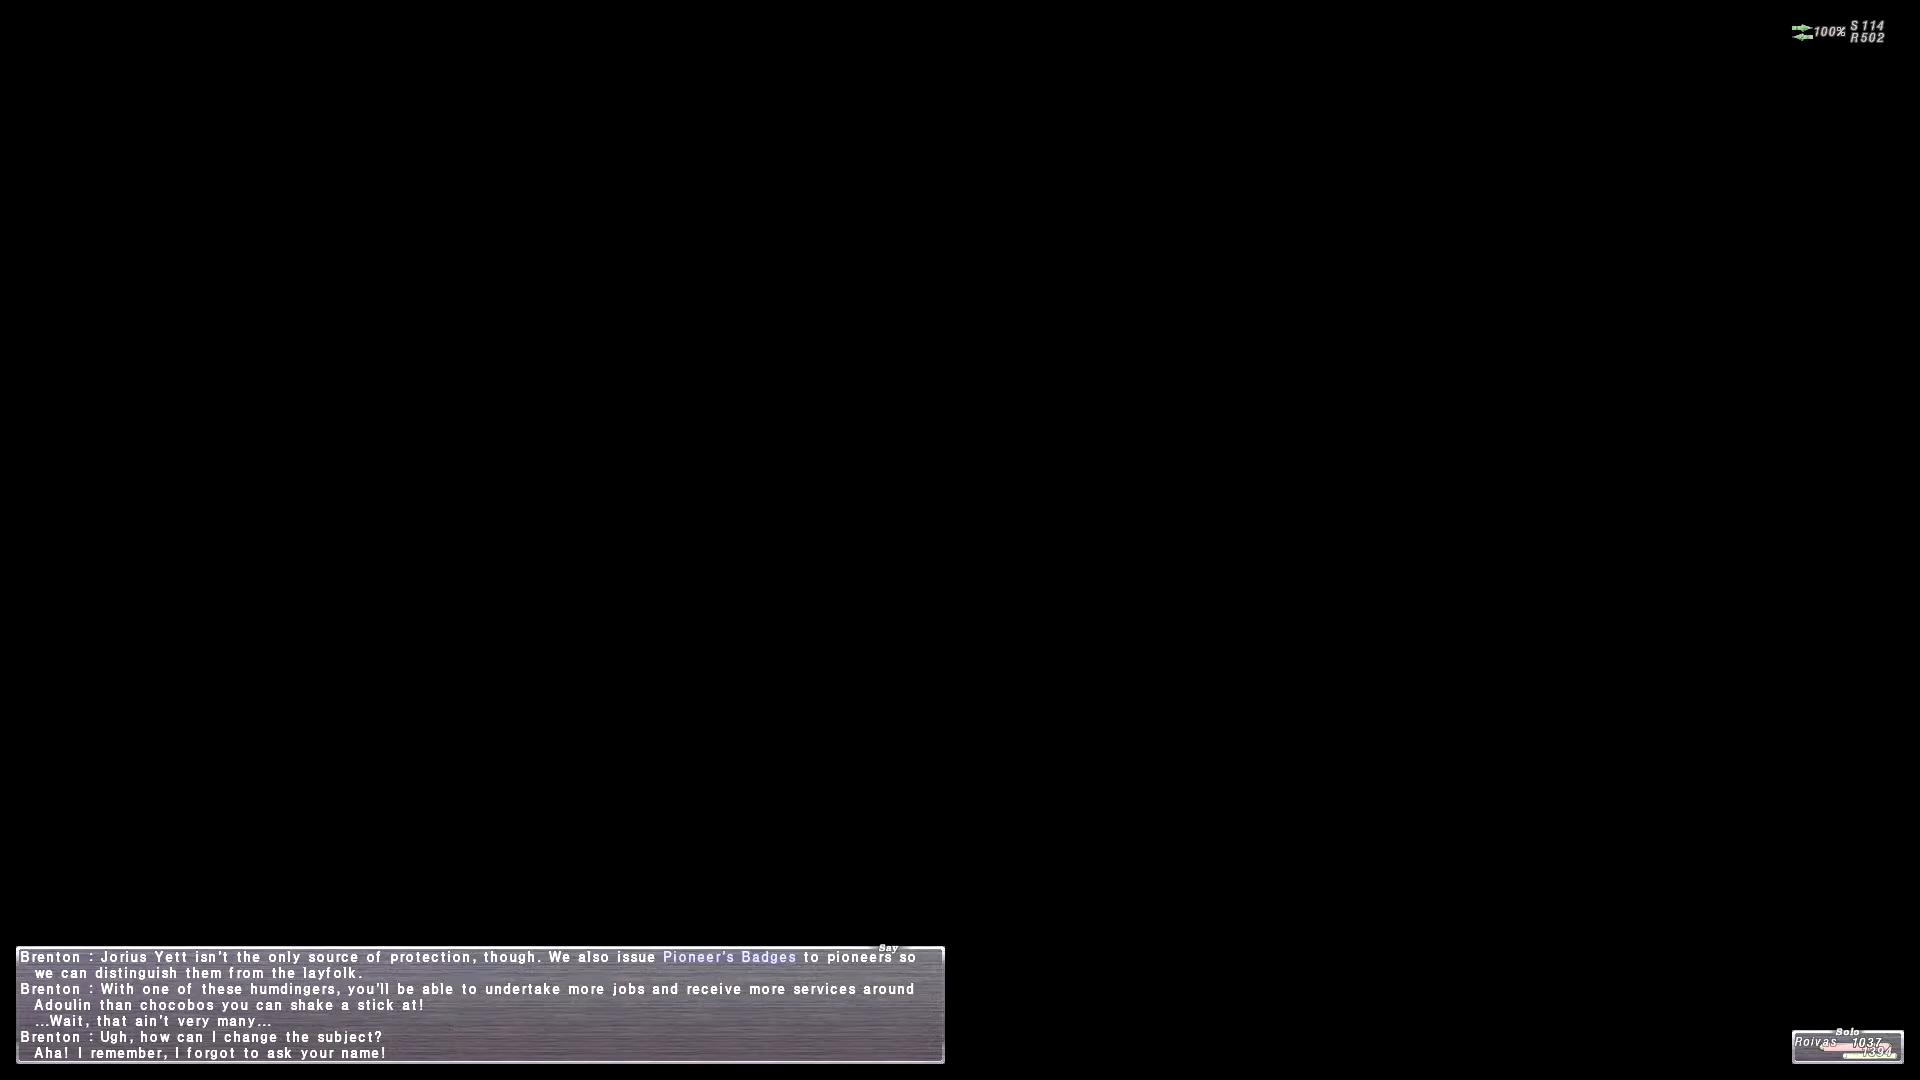 100% S 114
R 502
Say
Brenton : Jorius Yett isn't the only source of protection, though. We also issue Pioneer's Badges to pioneers so
we can distinguish them from the layfolk.
Brenton : With one of these humdingers, you'll be able to undertake more jobs and receive more services around
Adoulin than chocobos you can shake a stick at!
...Wait, that ain't very many...
Brenton : Ugh, how can I change the subject?
Aha! I remember, I forgot to ask your name!
Solo
Roivas 1037
1394